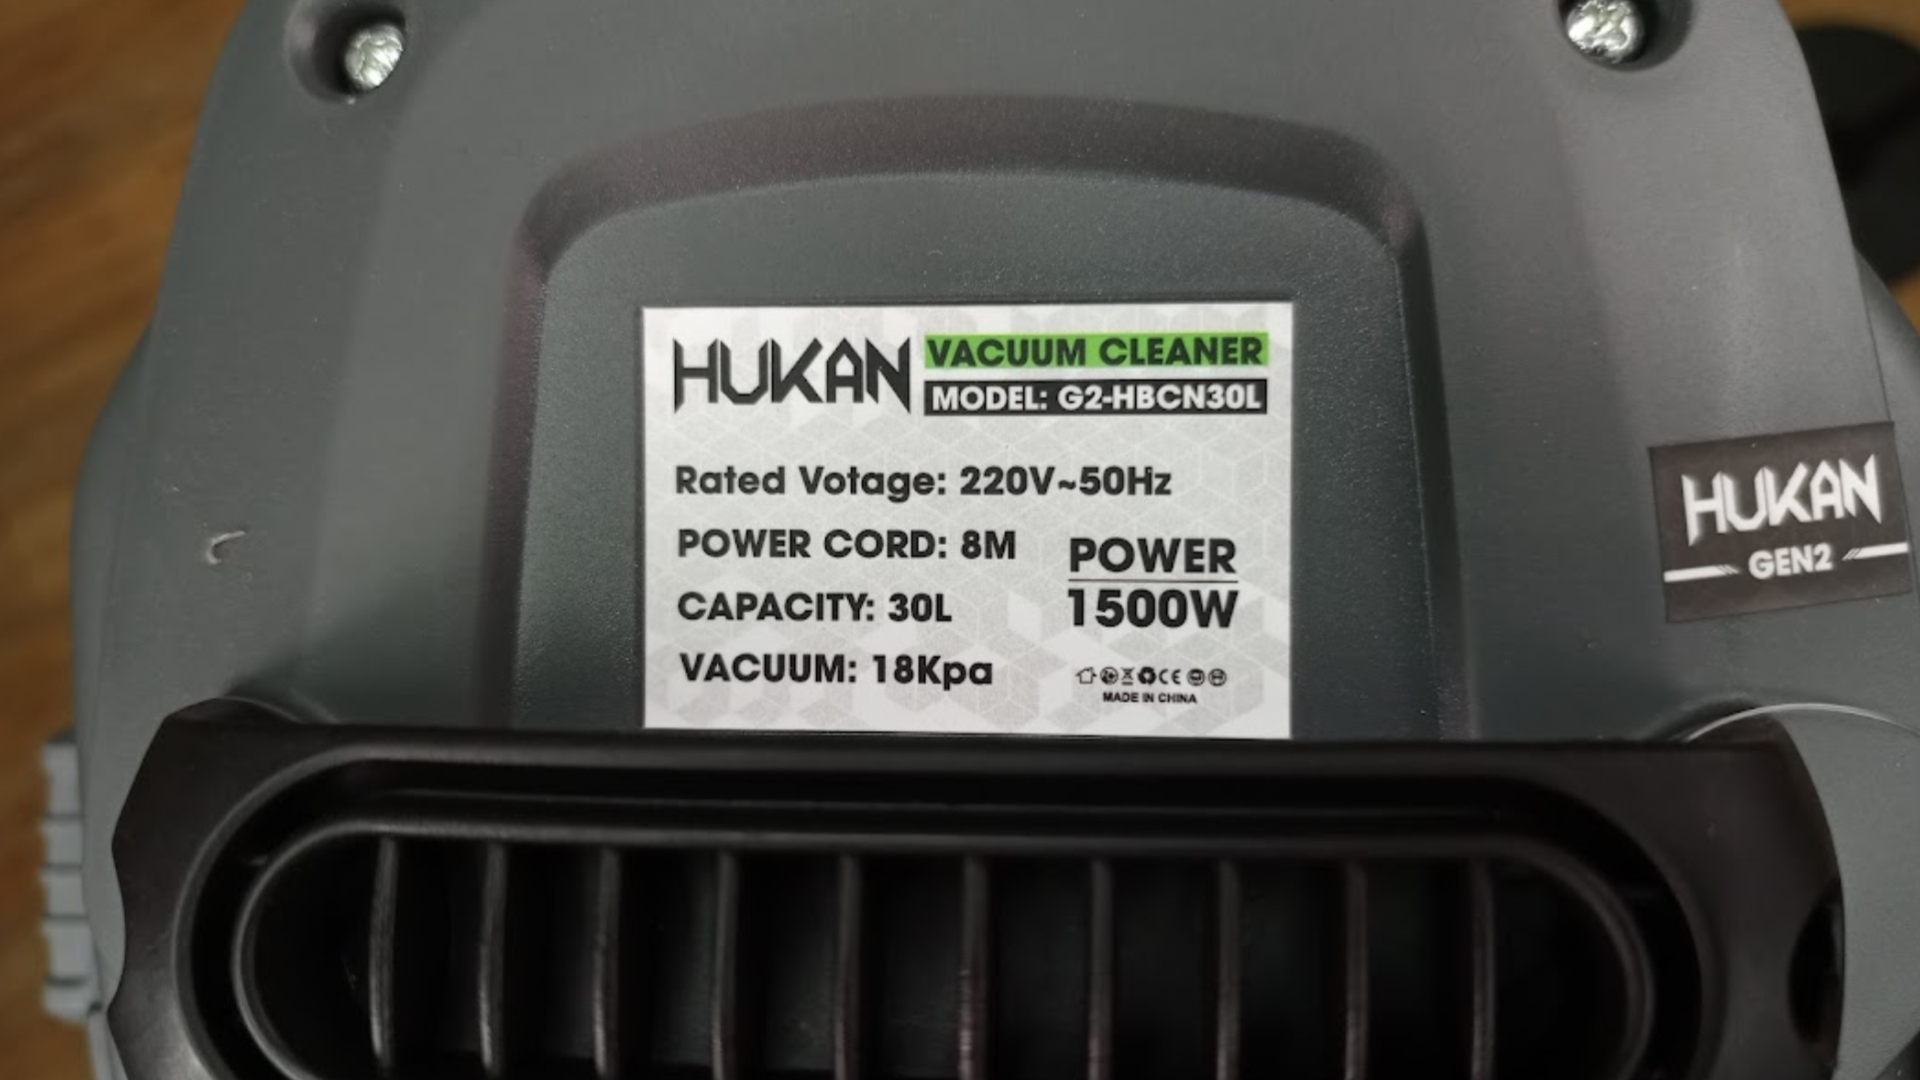 HUKAN
VACUUM CLEANER
MODEL: G2-HBCN30L
Rated Votage: 220V~50Hz
POWER CORD: 8M
CAPACITY: 30L
VACUUM: 18Kpa
POWER
1500W
CE
MADE IN CHINA
HUKAN
GEN2